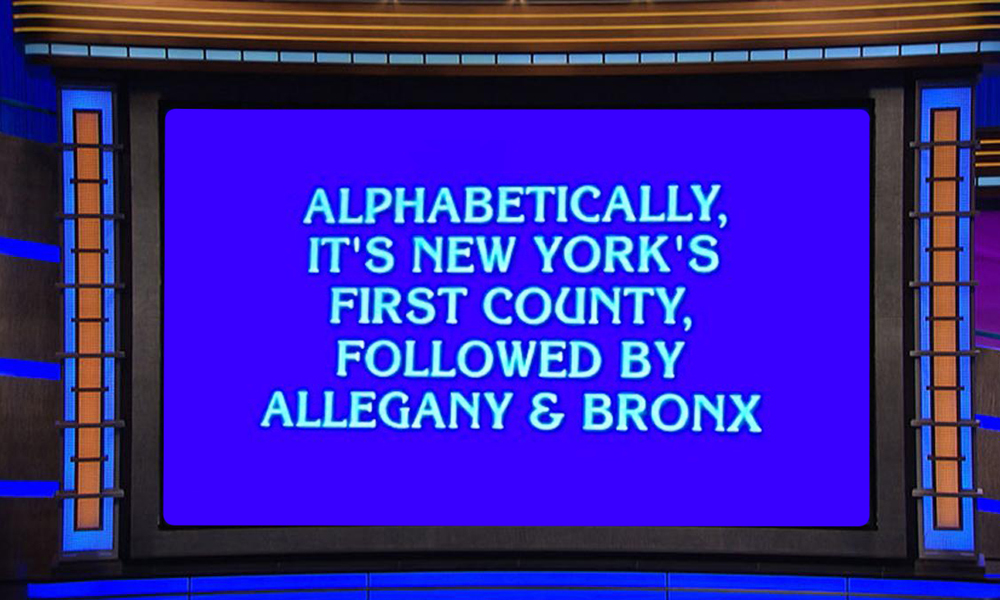 ALPHABETICALLY,
IT'S NEW YORK'S
FIRST COUNTY,
FOLLOWED BY
ALLEGANY & BRONX